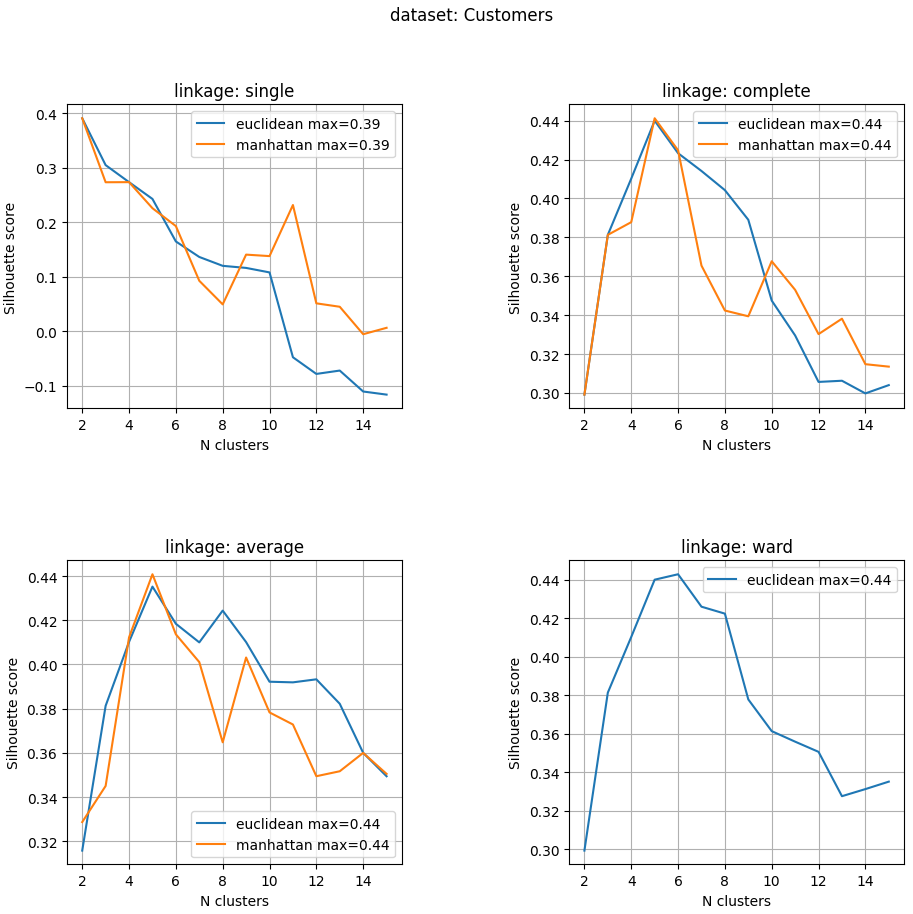 dataset: Customers
linkage: single
euclidean max=0.39
manhattan max=0.39
Silhouette score
0.4
0.3
0.2
0.1
0.0
−0.1
2 4 6 8 10 12 14
N clusters
linkage: complete
euclidean max=0.44
manhattan max=0.44
Silhouette score
0.44
0.42
0.40
0.38
0.36
0.34
0.32
0.30
2 4 6 8 10 12 14
N clusters
linkage: average
Silhouette score
0.44
0.42
0.40
0.38
0.36
0.34
0.32
euclidean max=0.44
manhattan max=0.44
2 4 6 8 10 12 14
N clusters
linkage: ward
euclidean max=0.44
Silhouette score
0.44
0.42
0.40
0.38
0.36
0.34
0.32
0.30
2 4 6 8 10 12 14
N clusters